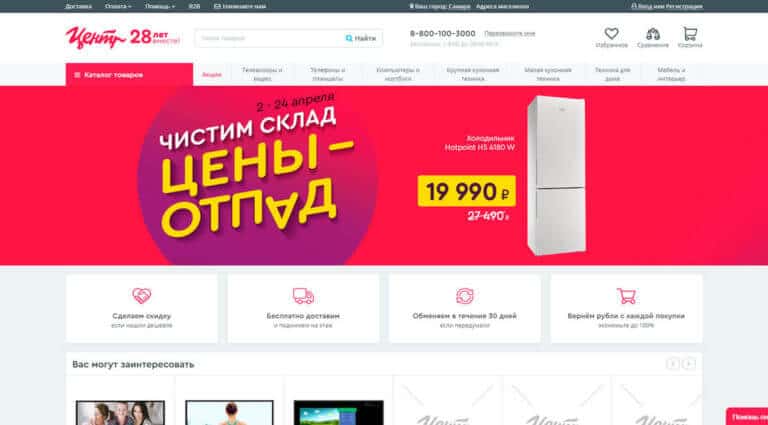 Доставка Оплата Помощь B2B Напишите нам Ваш город: Самара Адреса магазинов Вход или Регистрация
Центр 28 лет вместе!
Поиск товаров Найти 8-800-100-3000 Перезвоните мне Избранное Сравнение Корзина
Каталог товаров Акции Телевизоры и видео Телефоны и планшеты Компьютеры и ноутбуки Крупная кухонная техника Малая кухонная техника Техника для дома Мебель и интерьер
2 - 24 апреля
ЧИСТИМ СКЛАД
ЦЕНЫ–
ОТПАД
Холодильник
Hotpoint HS 4180 W
19 990 ₽
27 490 ₽
Сделаем скидку
если нашли дешевле
Бесплатно доставим
и поднимем на этаж
Обменяем в течение 30 дней
если передумали
Вернём рубли с каждой покупки
экономьте до 100%
Вас могут заинтересовать
Центр Центр Центр
Помощь